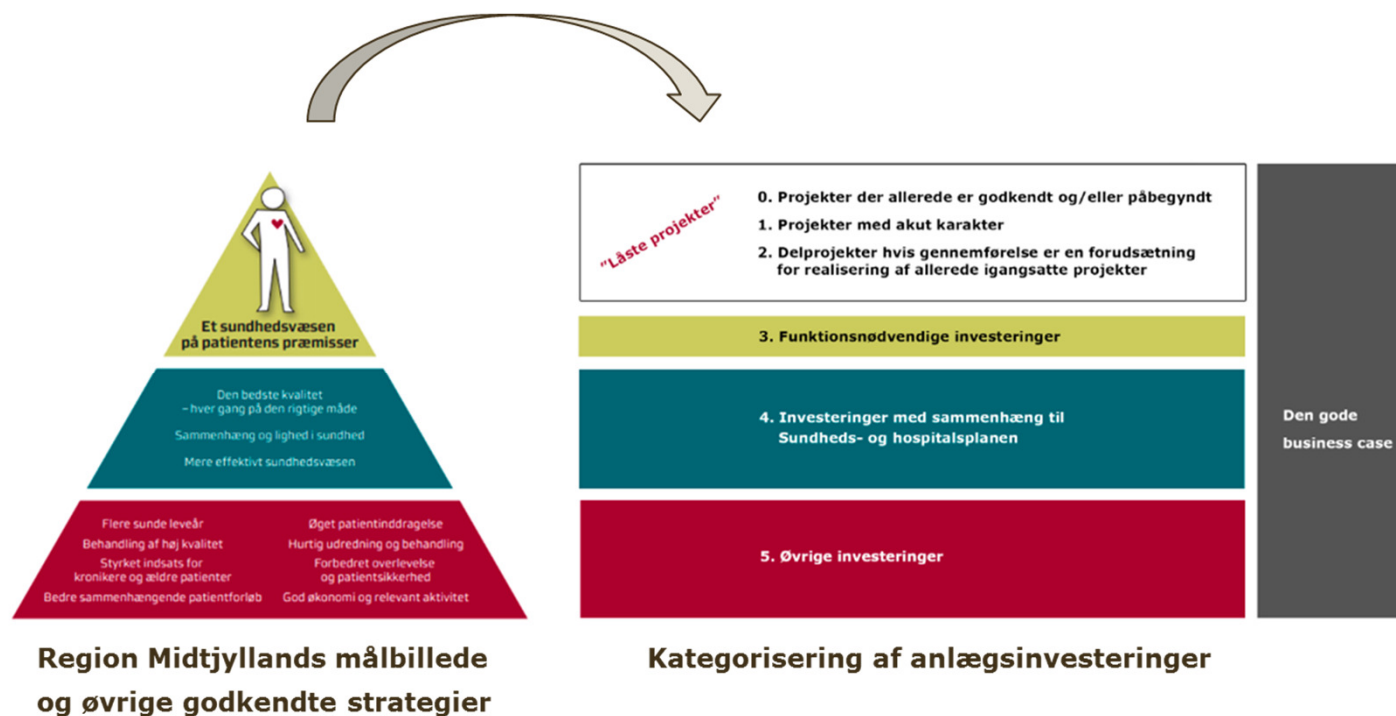 Et sundhedsvæsen
på patientens præmisser
Den bedste kvalitet
– hver gang på den rigtige måde
Sammenhæng og lighed i sundhed
Mere effektivt sundhedsvæsen
Flere sunde leveår
Behandling af høj kvalitet
Styrket indsats for
kronikere og ældre patienter
Bedre sammenhængende patientforløb
Øget patientinddragelse
Hurtig udredning og behandling
Forbedret overlevelse
og patientsikkerhed
God økonomi og relevant aktivitet
Region Midtjyllands målbillede
og øvrige godkendte strategier
"Låste projekter"
0. Projekter der allerede er godkendt og/eller påbegyndt
1. Projekter med akut karakter
2. Delprojekter hvis gennemførelse er en forudsætning
for realisering af allerede igangsatte projekter
3. Funktionsnødvendige investeringer
4. Investeringer med sammenhæng til
Sundheds- og hospitalsplanen
5. Øvrige investeringer
Den gode
business case
Kategorisering af anlægsinvesteringer